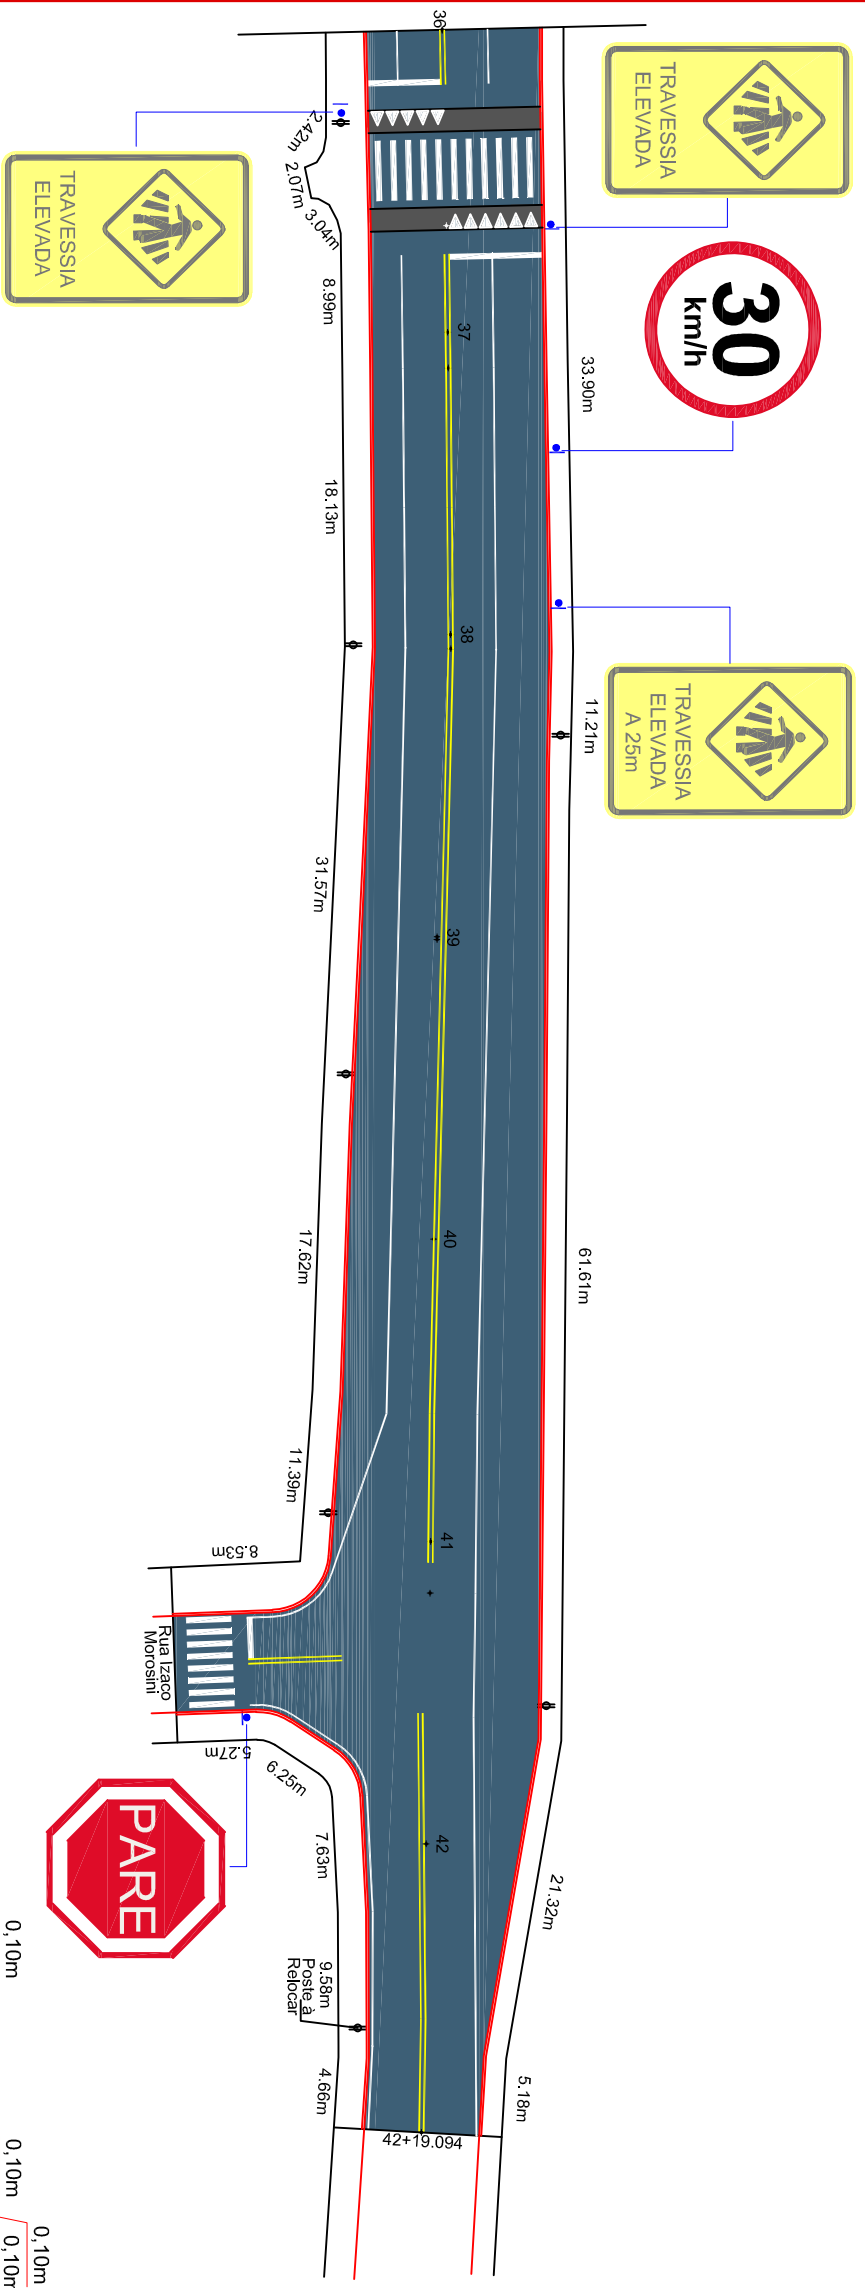 36
TRAVESSIA
ELEVADA
2.42m
2.07m
3.04m
TRAVESSIA
ELEVADA
30
km/h
8.99m
37
33.90m
18.13m
38
TRAVESSIA
ELEVADA
A 25m
11.21m
31.57m
39
40
17.62m
61.61m
11.39m
41
8.53m
Rua Izaco
Morosini
5.27m
6.25m
PARE
7.63m
42
21.32m
9.58m
Poste à
Relocar
4.66m
5.18m
42+19.094
0,10m
0,10m
0,10m
0,10m